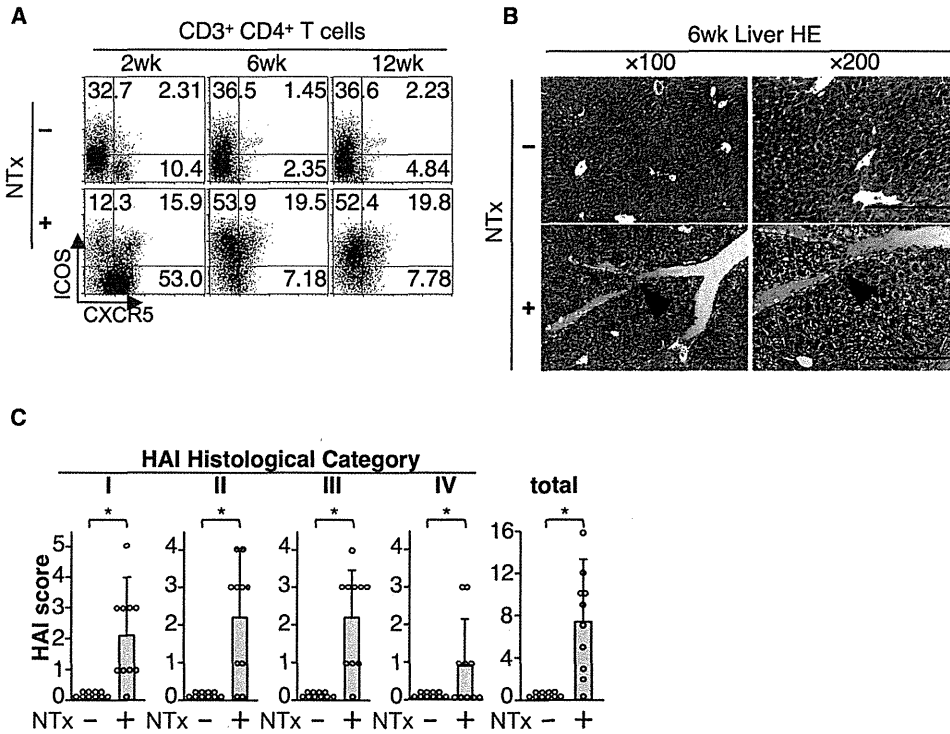 A
CD3+ CD4+ T cells
2wk 6wk 12wk
32.7 2.31 36.5 1.45 36.6 2.23
−
10.4 2.35 4.84
NTx
12.3 15.9 53.9 19.5 52.4 19.8
+
53.0 7.18 7.78
ICOS
CXCR5
B
6wk Liver HE
×100 ×200
−
NTx
+
C
HAI Histological Category
I II III IV total
* * * * *
5 4 4 4 16
4 3 3 3 12
3 2 2 2 8
2 1 1 1 4
1 0 0 0 0
0
HAI score
NTx − + NTx − + NTx − + NTx − + NTx − +